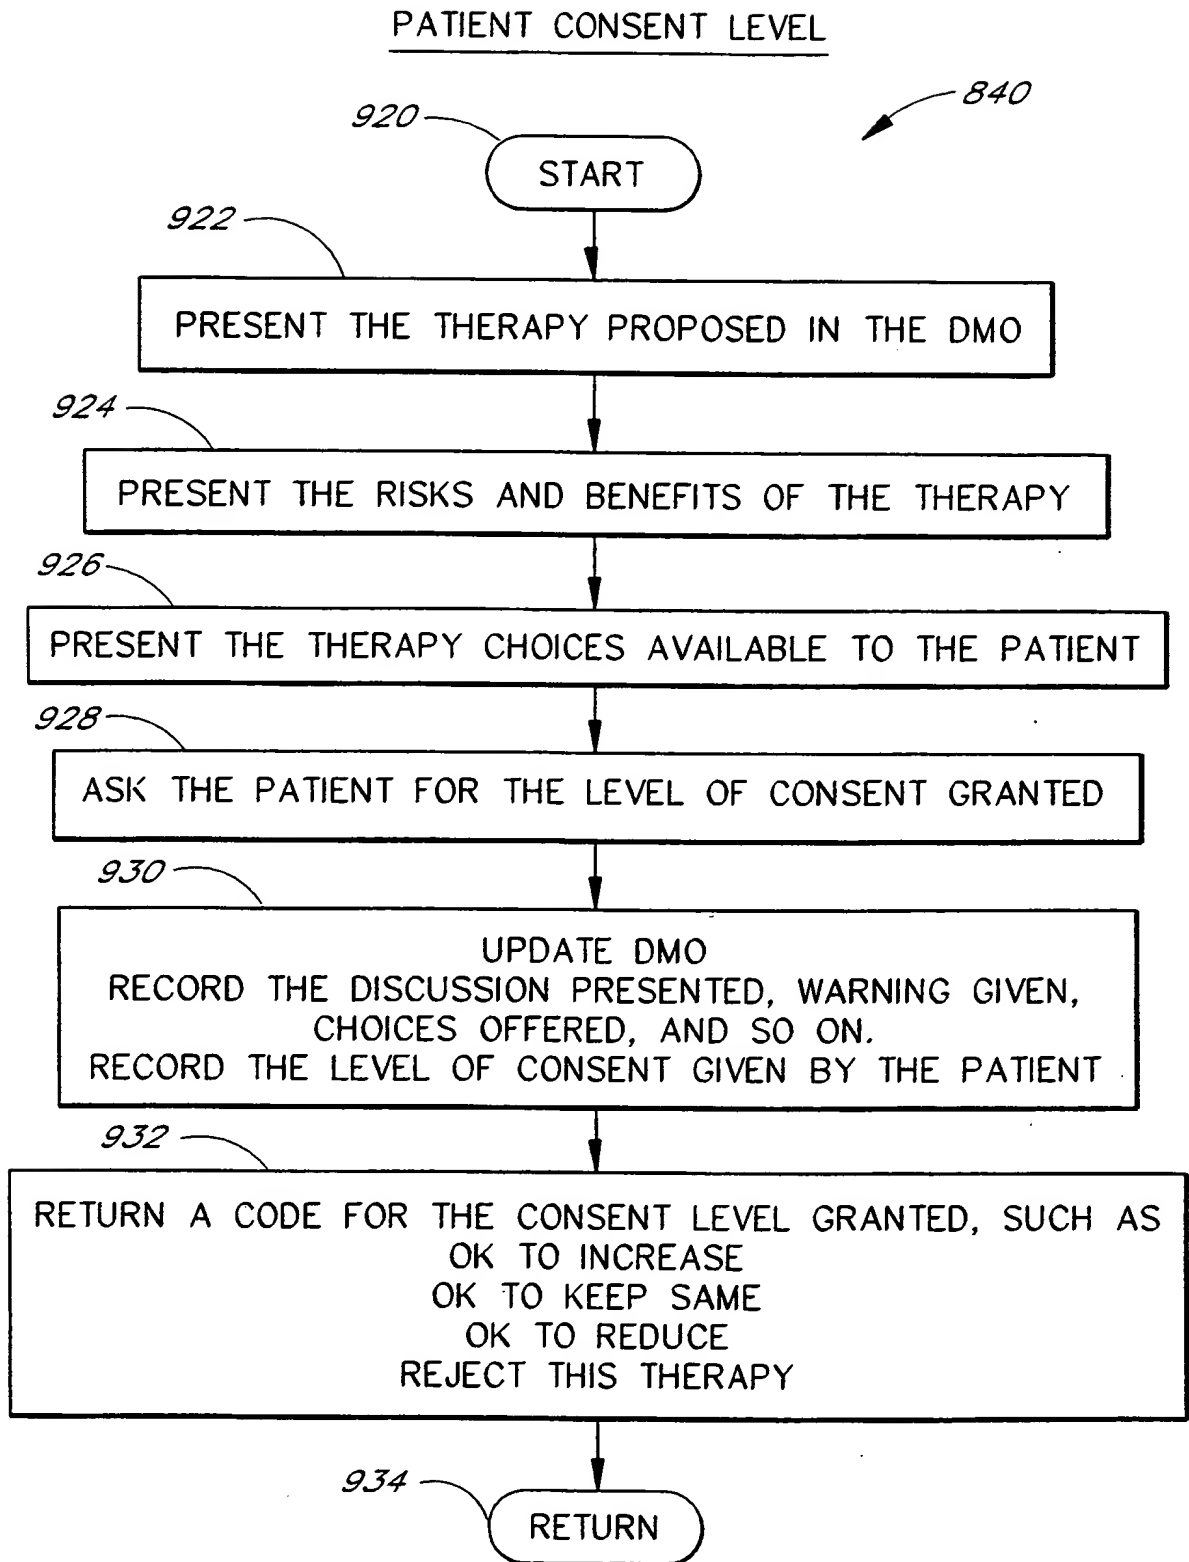 PATIENT CONSENT LEVEL
840
920
START
922
PRESENT THE THERAPY PROPOSED IN THE DMO
924
PRESENT THE RISKS AND BENEFITS OF THE THERAPY
926
PRESENT THE THERAPY CHOICES AVAILABLE TO THE PATIENT
928
ASK THE PATIENT FOR THE LEVEL OF CONSENT GRANTED
930
UPDATE DMO
RECORD THE DISCUSSION PRESENTED, WARNING GIVEN,
CHOICES OFFERED, AND SO ON.
RECORD THE LEVEL OF CONSENT GIVEN BY THE PATIENT
932
RETURN A CODE FOR THE CONSENT LEVEL GRANTED, SUCH AS
OK TO INCREASE
OK TO KEEP SAME
OK TO REDUCE
REJECT THIS THERAPY
934
RETURN